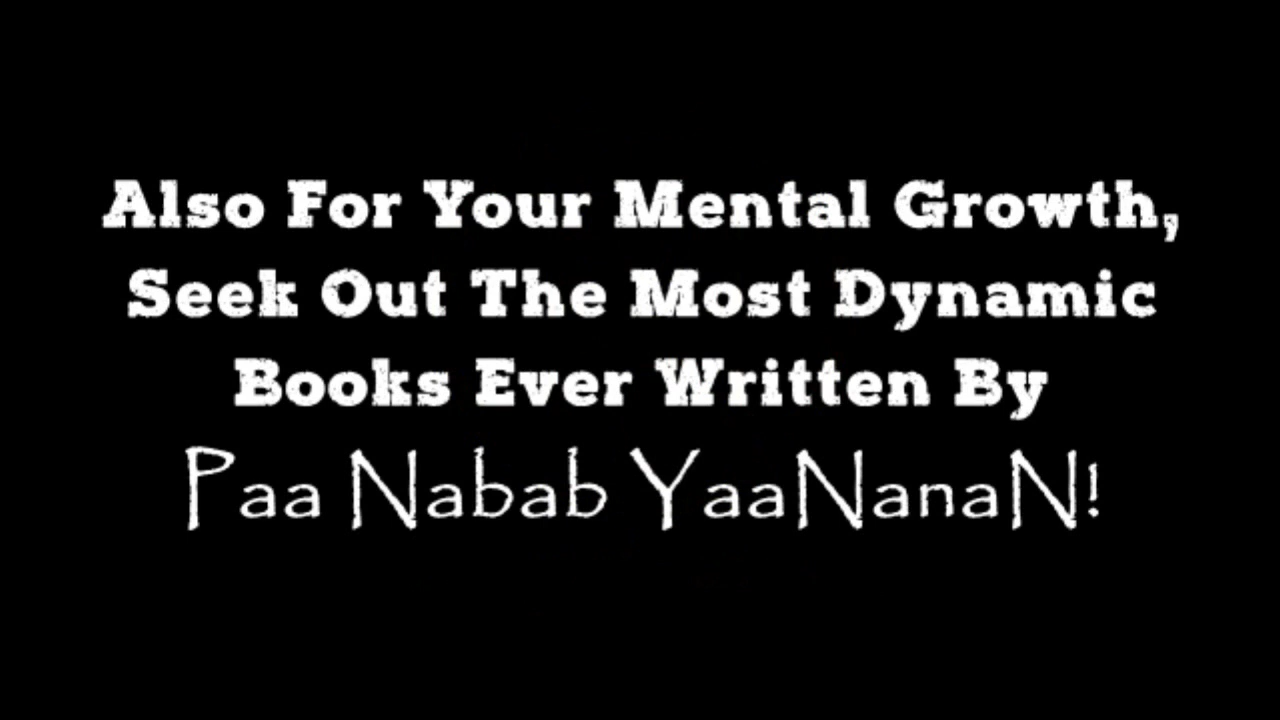 Also For Your Mental Growth,
Seek Out The Most Dynamic
Books Ever Written By
Paa Nabab YaaNanaN!